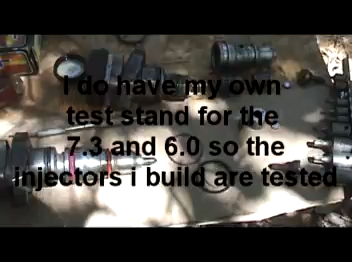 I do have my own
test stand for the
7.3 and 6.0 so the
injectors i build are tested